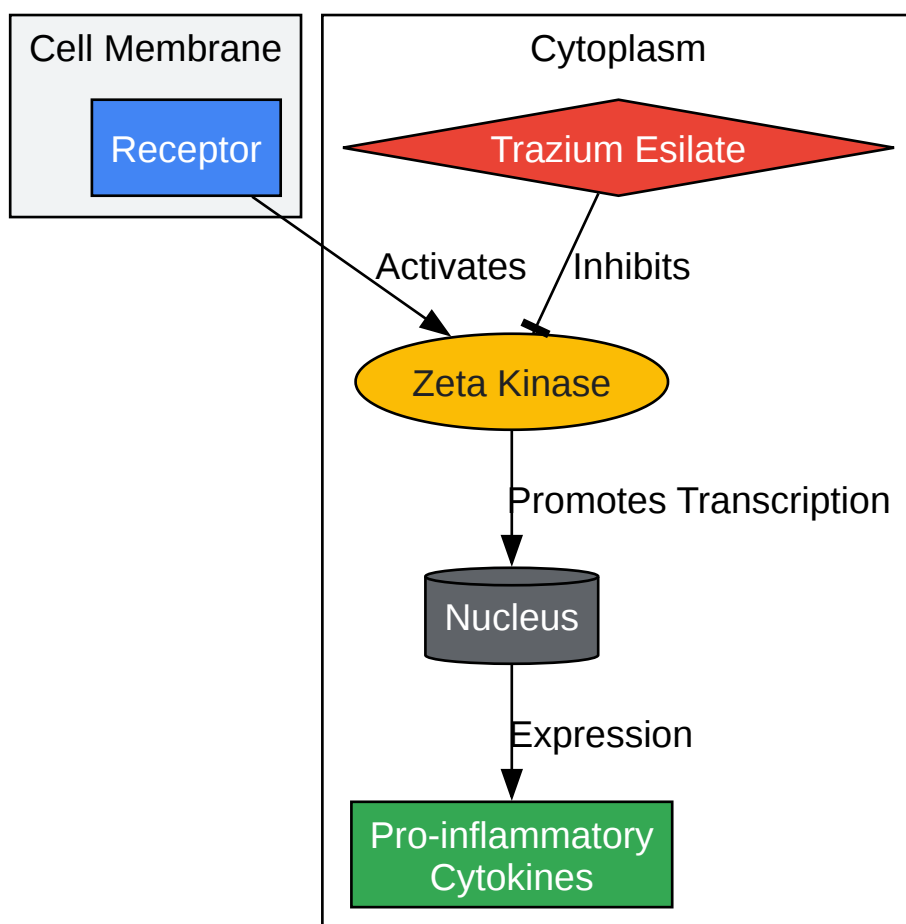 Cell Membrane
Cytoplasm
Receptor
Trazium Esilate
Activates
Inhibits
Zeta Kinase
Promotes Transcription
Nucleus
Expression
Pro-inflammatory
Cytokines